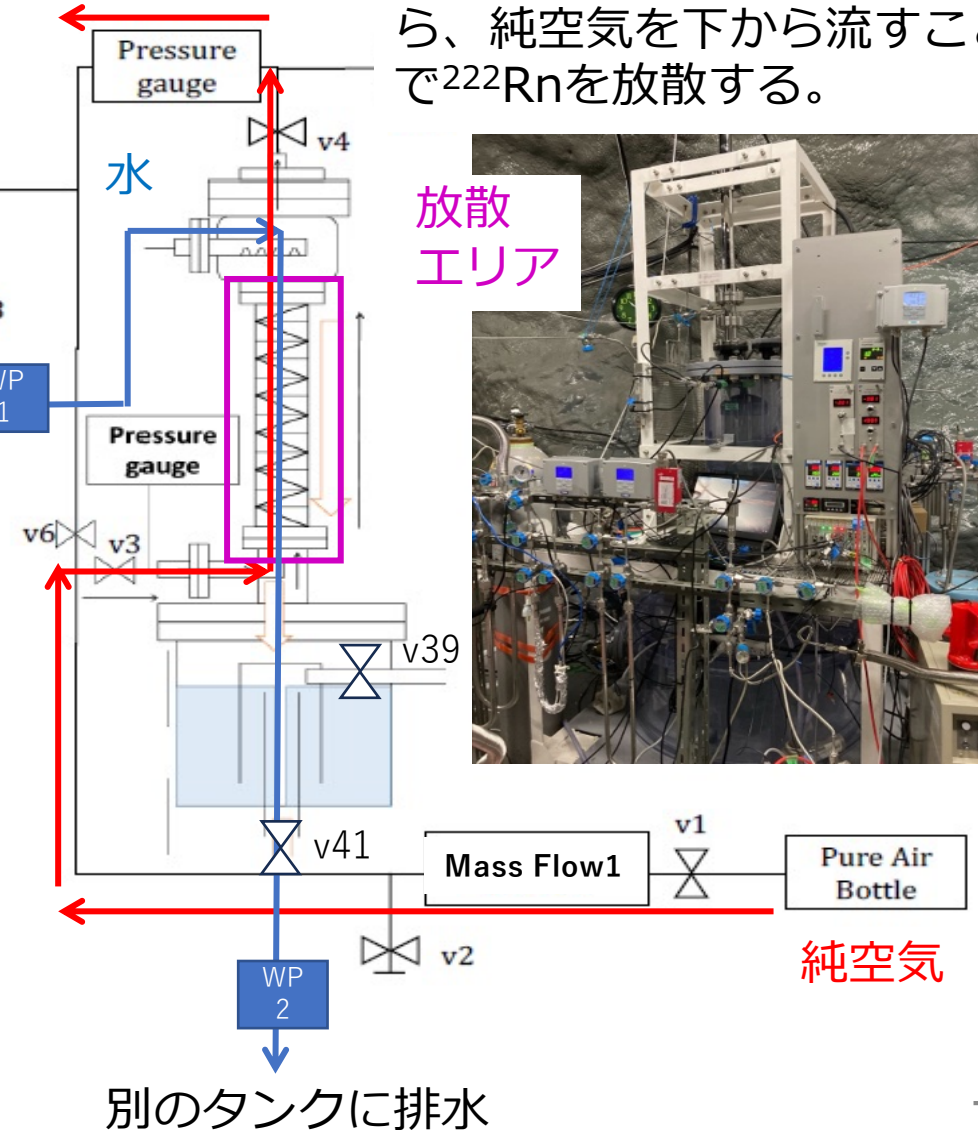 ら、純空気を下から流すこ
で²²²Rnを放散する。
Pressure
gauge
v4
水
放散
エリア
1
Pressure
gauge
v6
v3
v39
v41
Mass Flow1
v1
Pure Air
Bottle
v2
純空気
WP
2
別のタンクに排水